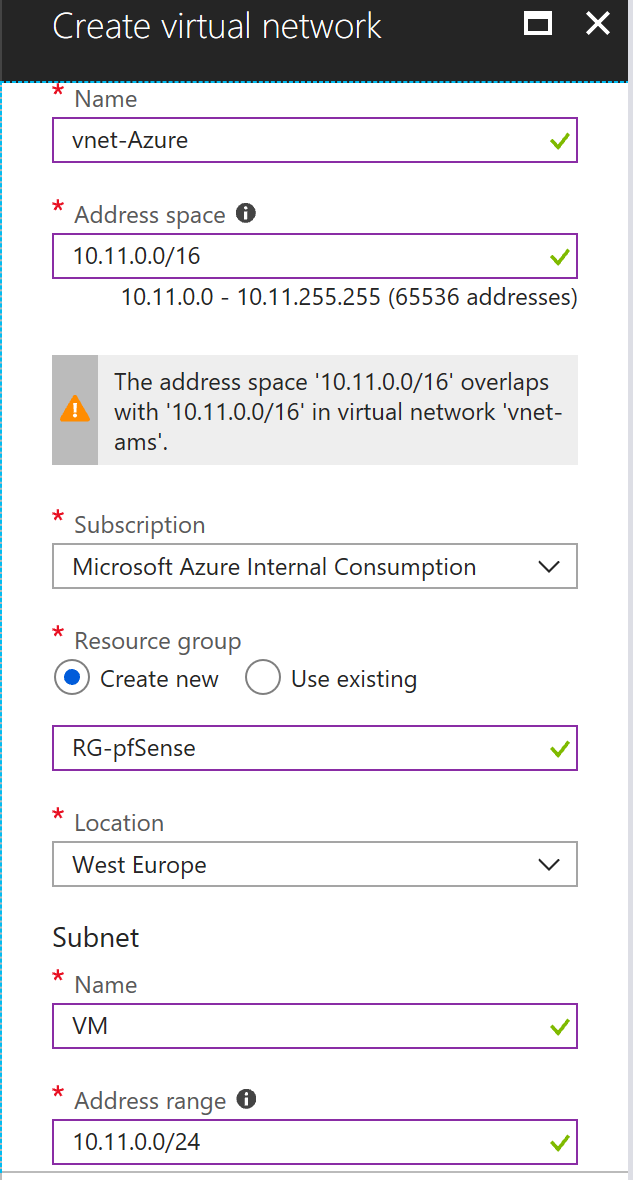 Create virtual network
* Name
vnet-Azure
* Address space
10.11.0.0/16
10.11.0.0 - 10.11.255.255 (65536 addresses)
The address space '10.11.0.0/16' overlaps
with '10.11.0.0/16' in virtual network 'vnet-
ams'.
* Subscription
Microsoft Azure Internal Consumption
* Resource group
Create new Use existing
RG-pfSense
* Location
West Europe
Subnet
* Name
VM
* Address range
10.11.0.0/24